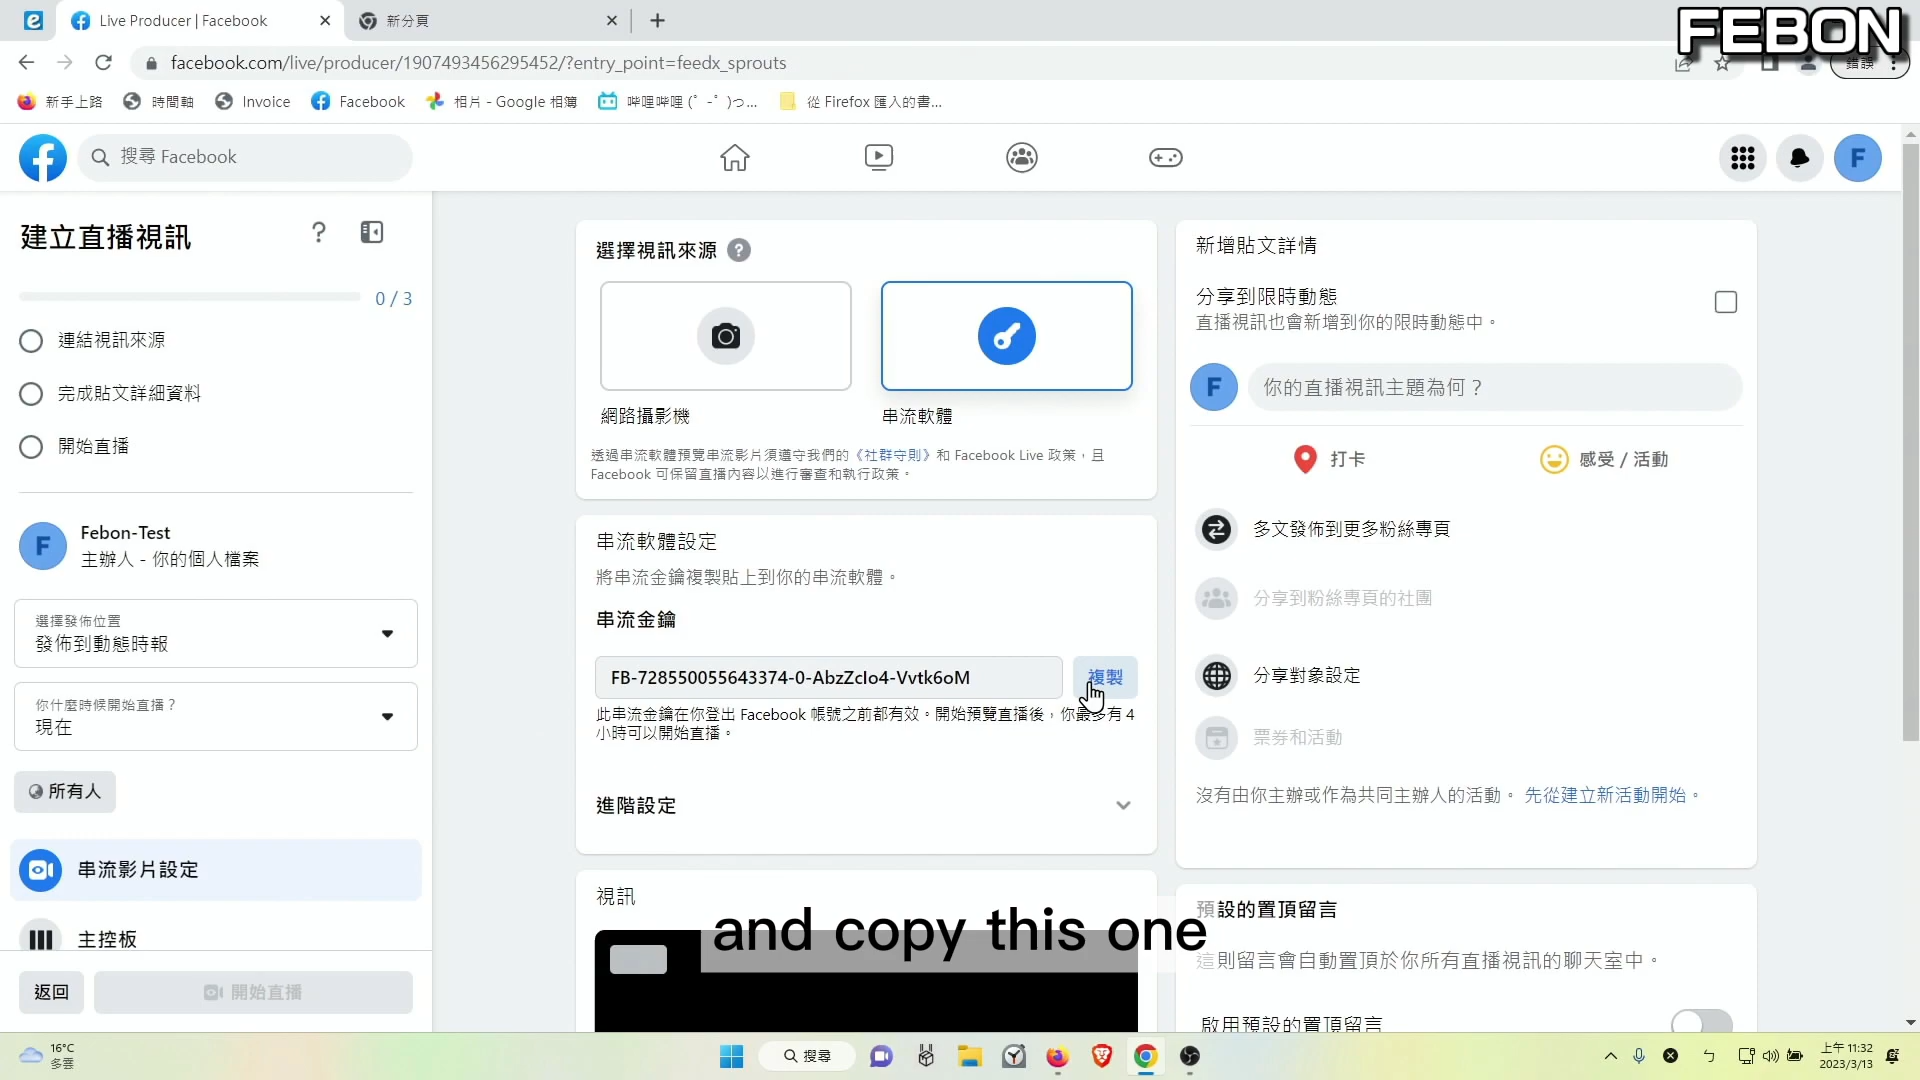 Live Producer | Facebook
新分頁
FEBON
facebook.com/live/producer/1907493456295452/?entry_point=feedx_sprouts
錯誤
新手上路
時間軸
Invoice
Facebook
相片 - Google 相簿
嗶哩嗶哩 (゜-゜)つ...
從 Firefox 匯入的書...
搜尋 Facebook
F
建立直播視訊
0 / 3
連結視訊來源
完成貼文詳細資料
開始直播
F
Febon-Test
主辦人 - 你的個人檔案
選擇發佈位置
發佈到動態時報
你什麼時候開始直播？
現在
所有人
串流影片設定
主控板
返回
開始直播
選擇視訊來源
網路攝影機
串流軟體
透過串流軟體預覽串流影片須遵守我們的《社群守則》和 Facebook Live 政策，且
Facebook 可保留直播內容以進行審查和執行政策。
串流軟體設定
將串流金鑰複製貼上到你的串流軟體。
串流金鑰
FB-728550055643374-0-AbzZcIo4-Vvtk6oM
複製
此串流金鑰在你登出 Facebook 帳號之前都有效。開始預覽直播後，你最多有 4
小時可以開始直播。
進階設定
視訊
and copy this one
新增貼文詳情
分享到限時動態
直播視訊也會新增到你的限時動態中。
F
你的直播視訊主題為何？
打卡
感受 / 活動
多文發佈到更多粉絲專頁
分享到粉絲專頁的社團
分享對象設定
票券和活動
沒有由你主辦或作為共同主辦人的活動。 先從建立新活動開始。
預設的置頂留言
這則留言會自動置頂於你所有直播視訊的聊天室中。
啟用預設的置頂留言
16°C
多雲
搜尋
ㄅ
上午 11:32
2023/3/13